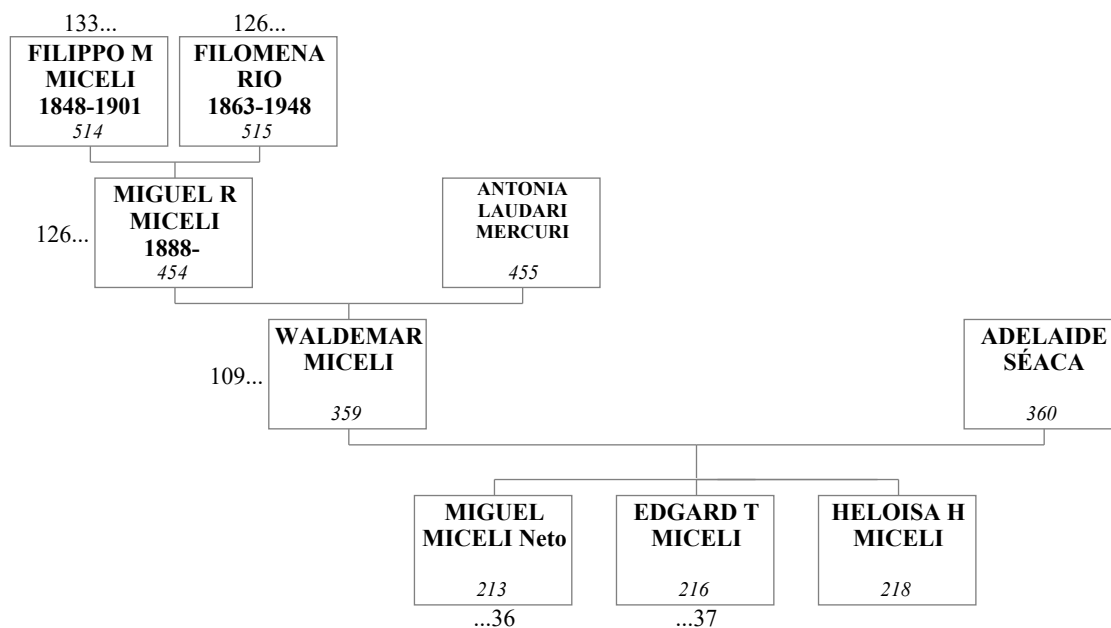 133...
126...
FILIPPO M
MICELI
1848-1901
514
FILOMENA
RIO
1863-1948
515
126...
MIGUEL R
MICELI
1888-
454
ANTONIA
LAUDARI
MERCURI
455
109...
WALDEMAR
MICELI
359
ADELAIDE
SÉACA
360
MIGUEL
MICELI Neto
213
...36
EDGARD T
MICELI
216
...37
HELOISA H
MICELI
218